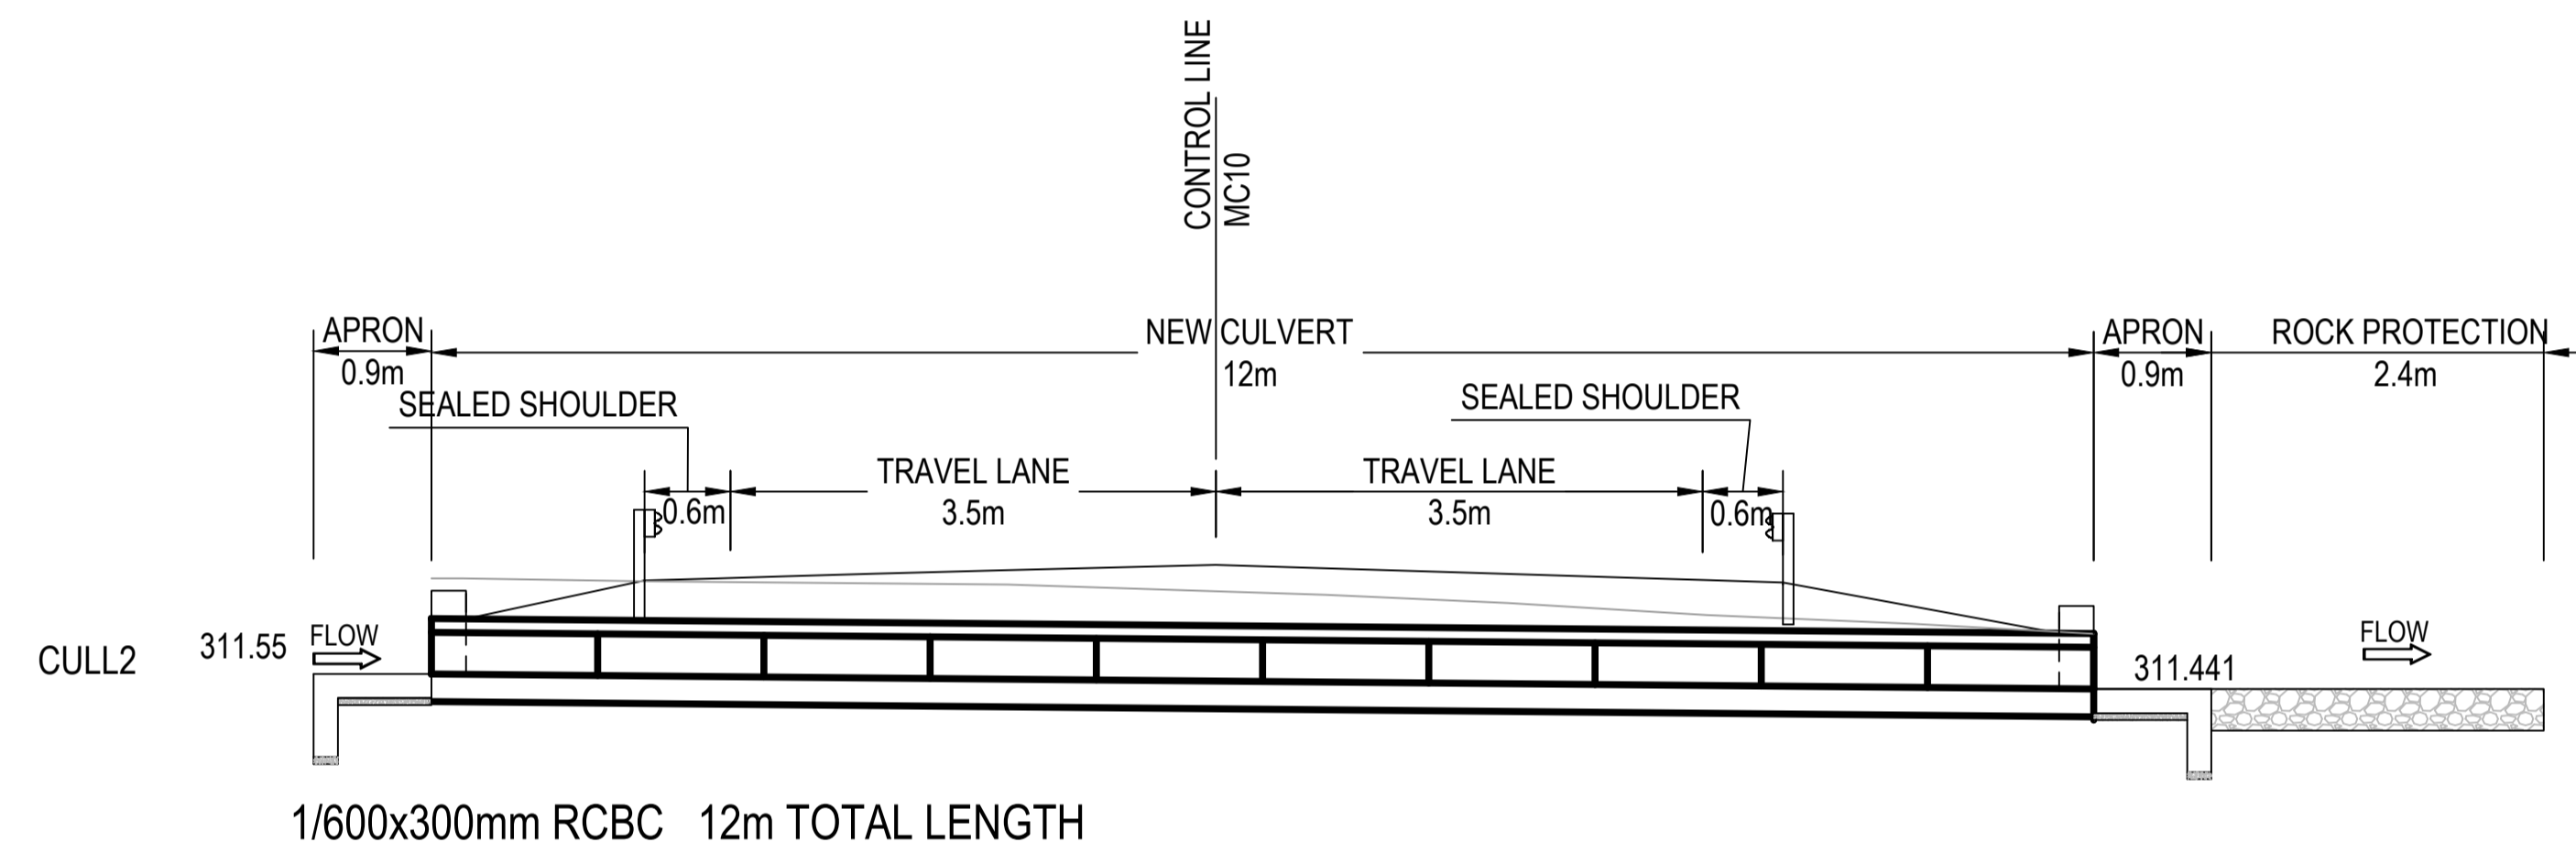 CONTROL LINE
MC10
APRON
0.9m
NEW CULVERT
12m
APRON
0.9m
ROCK PROTECTION
2.4m
SEALED SHOULDER
SEALED SHOULDER
0.6m
TRAVEL LANE
3.5m
TRAVEL LANE
3.5m
0.6m
CULL2
311.55
FLOW
311.441
FLOW
1/600x300mm RCBC 12m TOTAL LENGTH